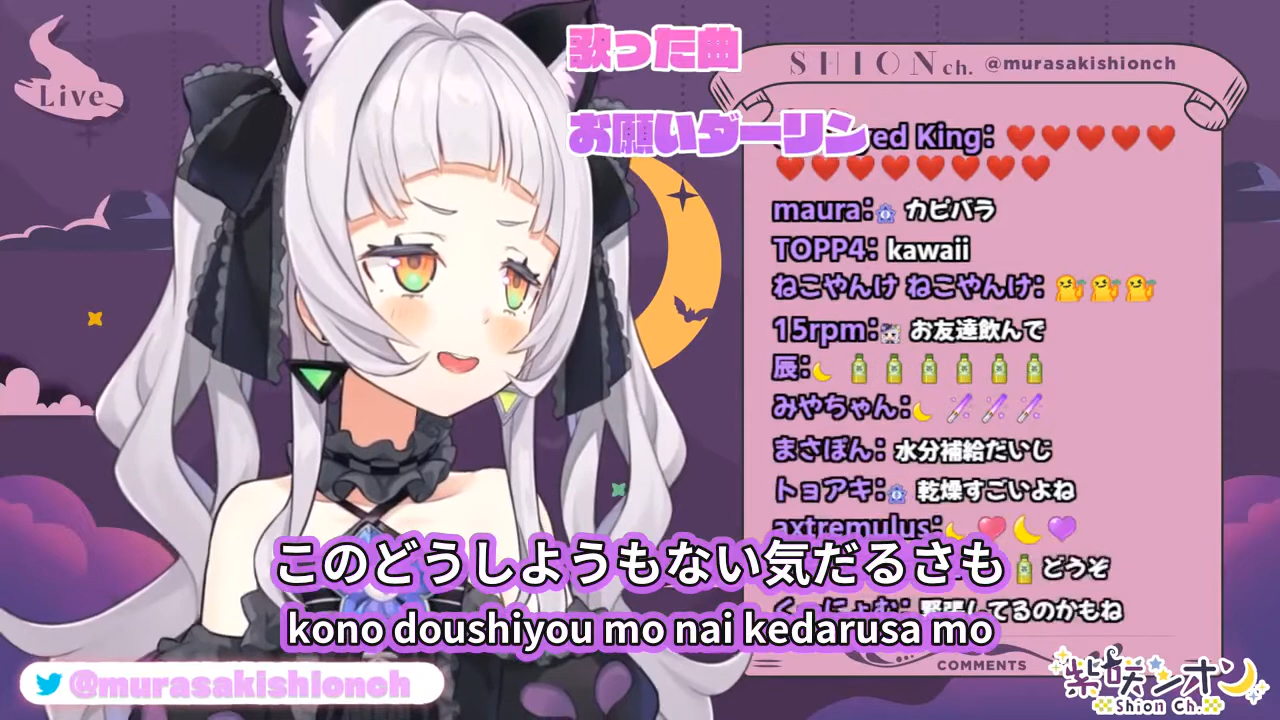 Live
歌った曲
お願いダーリン
SHION ch. @murasakishionch
ed King: ❤❤❤❤❤
❤❤❤❤❤❤❤❤
maura: カピバラ
TOPP4: kawaii
ねこやんけ ねこやんけ:
15rpm: お友達飲んで
辰:🌙🍵🍵🍵🍵🍵🍵
みやちゃん:🌙
まさぽん: 水分補給だいじ
トョアキ: 乾燥すごいよね
axtremulus:🌙🌙💜
どうぞ
してるのかもね
このどうしようもない気だるさも
kono doushiyou mo nai kedarusa mo
COMMENTS
@murasakishionch
紫咲シオン
Shion Ch.